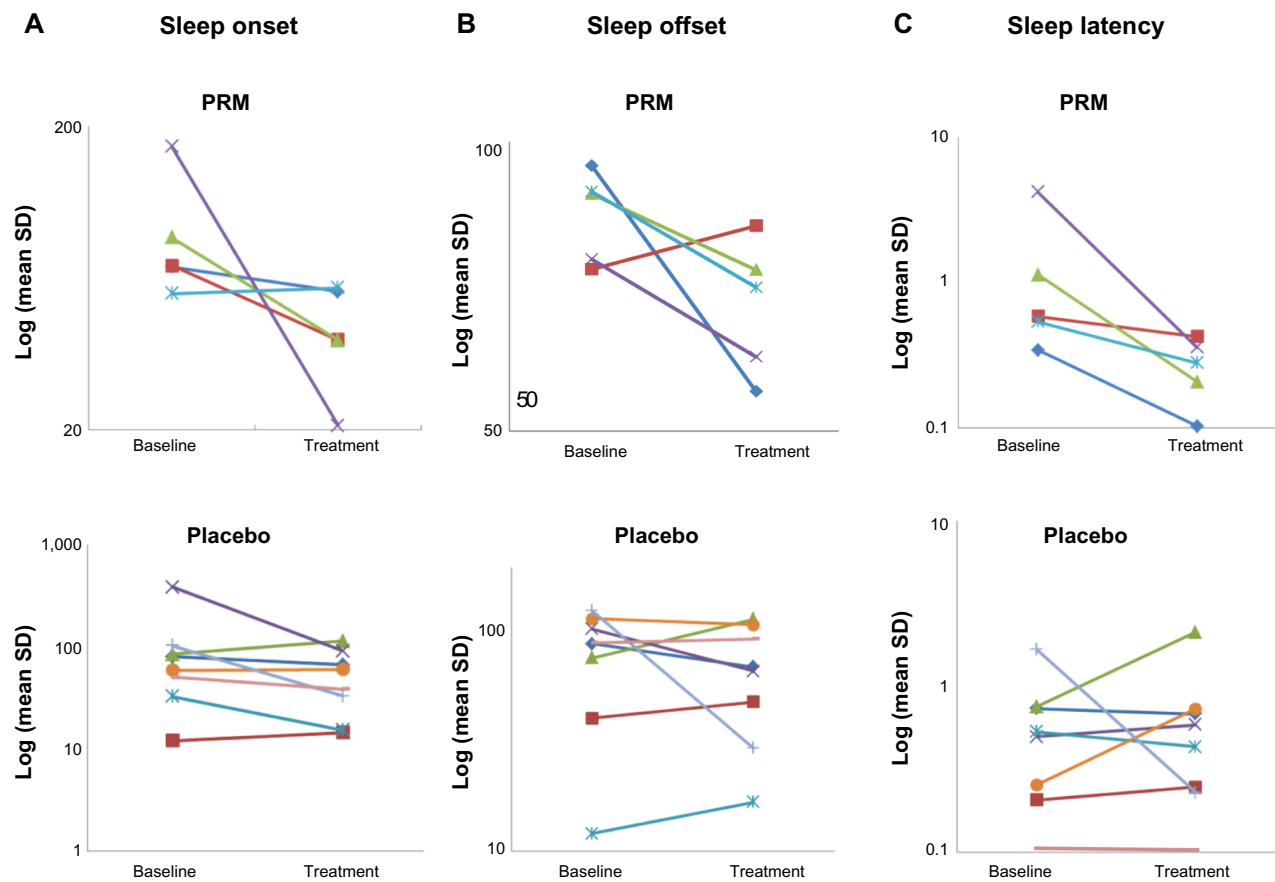 A Sleep onset
B Sleep offset
C Sleep latency
PRM
200
Log (mean SD)
20
Baseline Treatment
PRM
100
Log (mean SD)
50
50
Baseline Treatment
PRM
10
1
Log (mean SD)
0.1
Baseline Treatment
Placebo
1,000
100
Log (mean SD)
10
1
Baseline Treatment
Placebo
100
Log (mean SD)
10
Baseline Treatment
Placebo
10
1
Log (mean SD)
0.1
Baseline Treatment